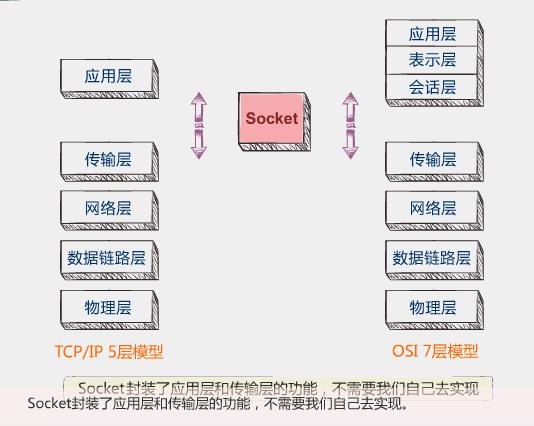 应用层
传输层
网络层
数据链路层
物理层
TCP/IP 5层模型
Socket
应用层
表示层
会话层
传输层
网络层
数据链路层
物理层
OSI 7层模型
Socket封装了应用层和传输层的功能，不需要我们自己去实现
Socket封装了应用层和传输层的功能，不需要我们自己去实现。